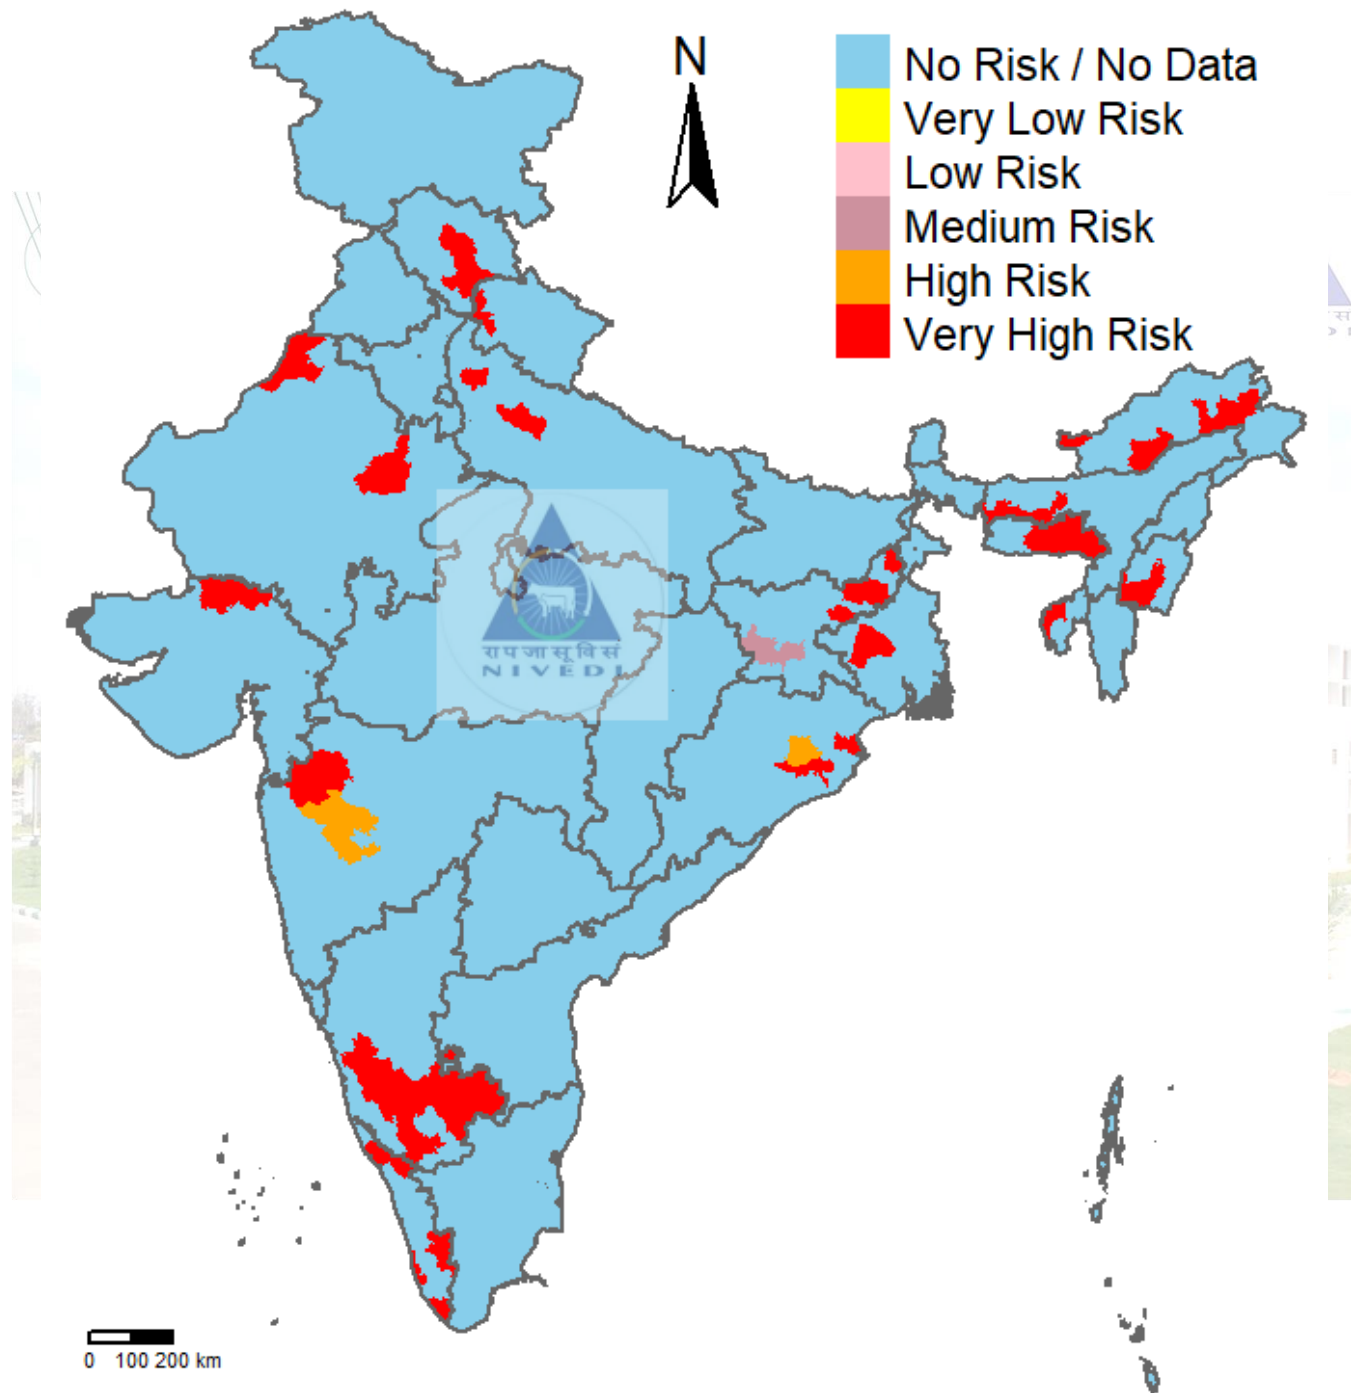 N
No Risk / No Data
Very Low Risk
Low Risk
Medium Risk
High Risk
Very High Risk
राप जा सू वि सं
NIVEDI
0 100 200 km